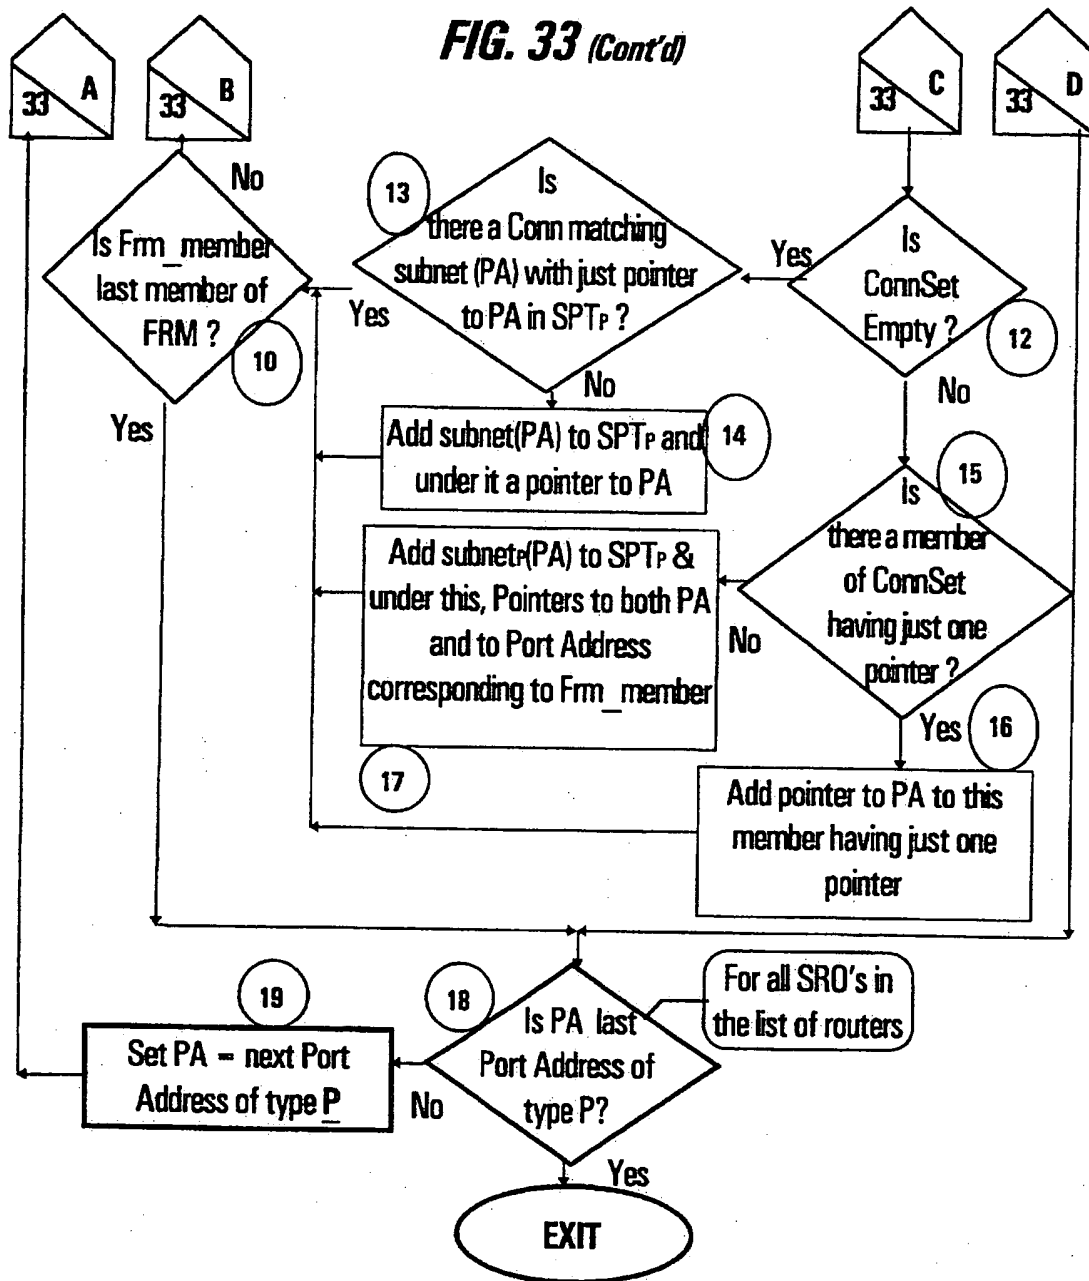 FIG. 33 (Cont'd)
33 A
33 B
33 C
33 D
No
Is Frm_member
last member of
FRM ?
10
Yes
13
Is
there a Conn matching
subnet (PA) with just pointer
to PA in SPTP ?
Yes
No
Yes
Is
ConnSet
Empty ?
12
No
Add subnet(PA) to SPTP and
under it a pointer to PA
14
15
Is
there a member
of ConnSet
having just one
pointer ?
No
Yes
16
Add subnetP(PA) to SPTP &
under this, Pointers to both PA
and to Port Address
corresponding to Frm_member
17
Add pointer to PA to this
member having just one
pointer
19
Set PA = next Port
Address of type P
No
18
Is PA last
Port Address of
type P?
For all SRO's in
the list of routers
Yes
EXIT